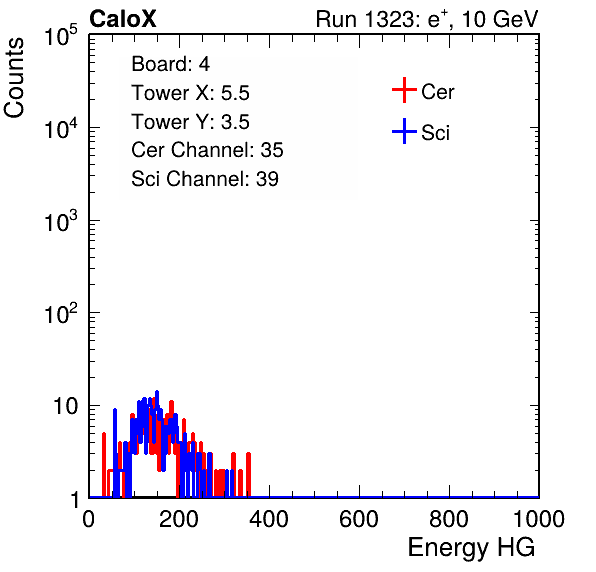 CaloX Run 1323: e+, 10 GeV
Counts
Board: 4
Tower X: 5.5
Tower Y: 3.5
Cer Channel: 35
Sci Channel: 39
Cer
Sci
10^5
10^4
10^3
10^2
10
1
0 200 400 600 800 1000
Energy HG